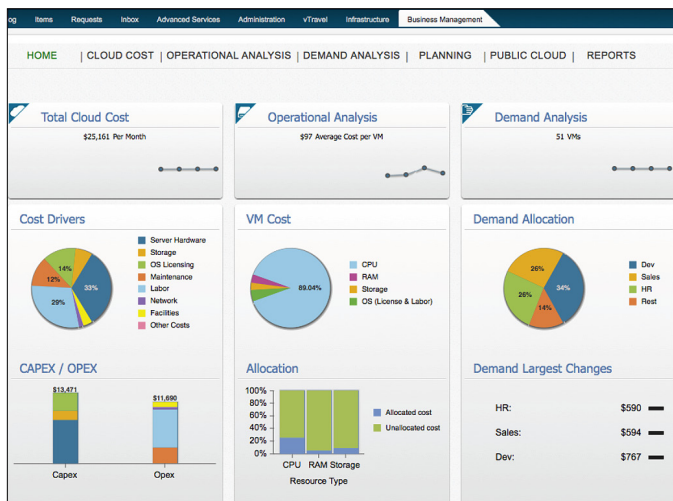 og Items Requests Inbox Advanced Services Administration vTravel Infrastructure Business Management
HOME | CLOUD COST | OPERATIONAL ANALYSIS | DEMAND ANALYSIS | PLANNING | PUBLIC CLOUD | REPORTS
Total Cloud Cost
$25,161 Per Month
Operational Analysis
$97 Average Cost per VM
Demand Analysis
51 VMs
Cost Drivers
14%
12%
33%
29%
Server Hardware
Storage
OS Licensing
Maintenance
Labor
Network
Facilities
Other Costs
VM Cost
89.04%
CPU
RAM
Storage
OS (License & Labor)
Demand Allocation
26%
34%
26%
14%
Dev
Sales
HR
Rest
CAPEX / OPEX
$13,471
$11,690
Capex Opex
Allocation
100%
80%
60%
40%
20%
0%
CPU RAM Storage
Resource Type
Allocated cost
Unallocated cost
Demand Largest Changes
HR: $590
Sales: $594
Dev: $767